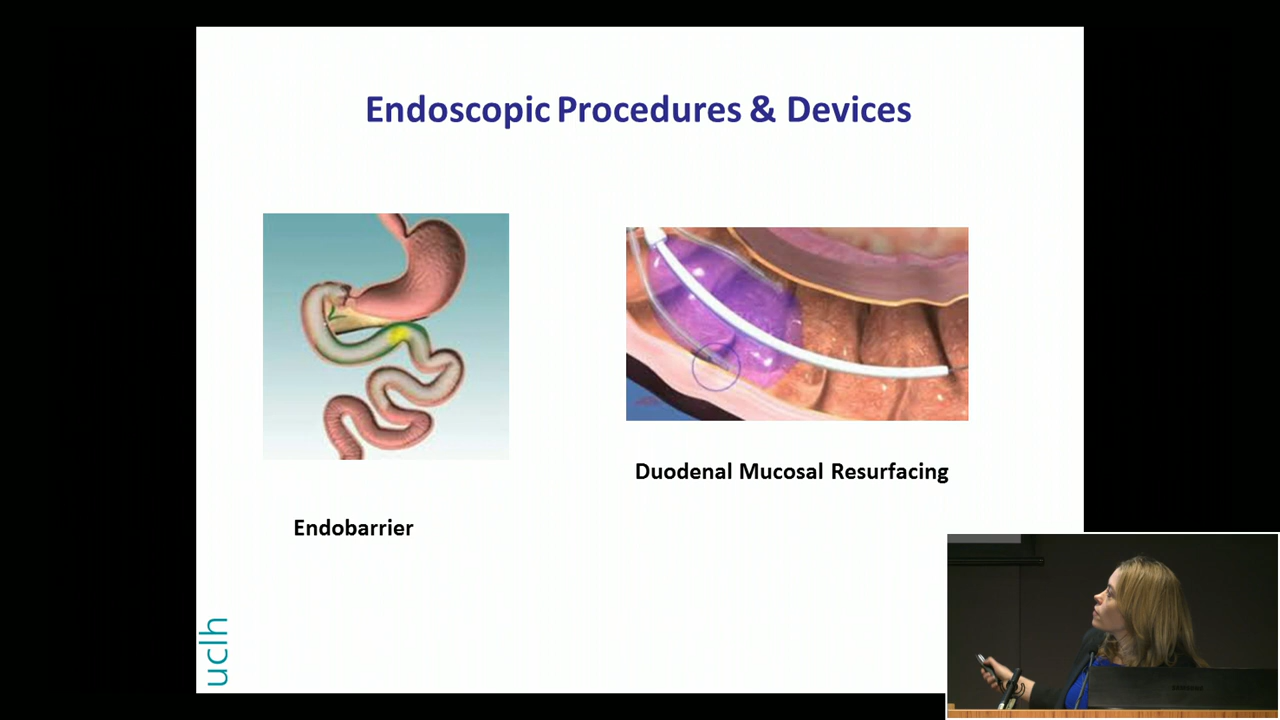 Endoscopic Procedures & Devices
Duodenal Mucosal Resurfacing
Endobarrier
uclh